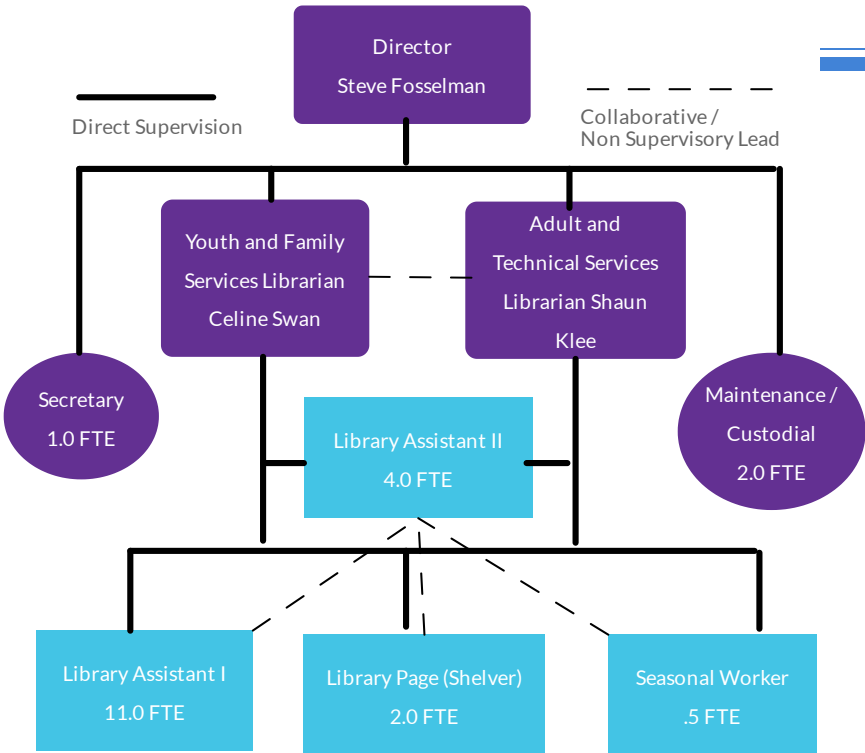 Director
Steve Fosselman
Direct Supervision
Collaborative /
Non Supervisory Lead
Youth and Family
Services Librarian
Celine Swan
Adult and
Technical Services
Librarian Shaun
Klee
Secretary
1.0 FTE
Library Assistant II
4.0 FTE
Maintenance /
Custodial
2.0 FTE
Library Assistant I
11.0 FTE
Library Page (Shelver)
2.0 FTE
Seasonal Worker
.5 FTE